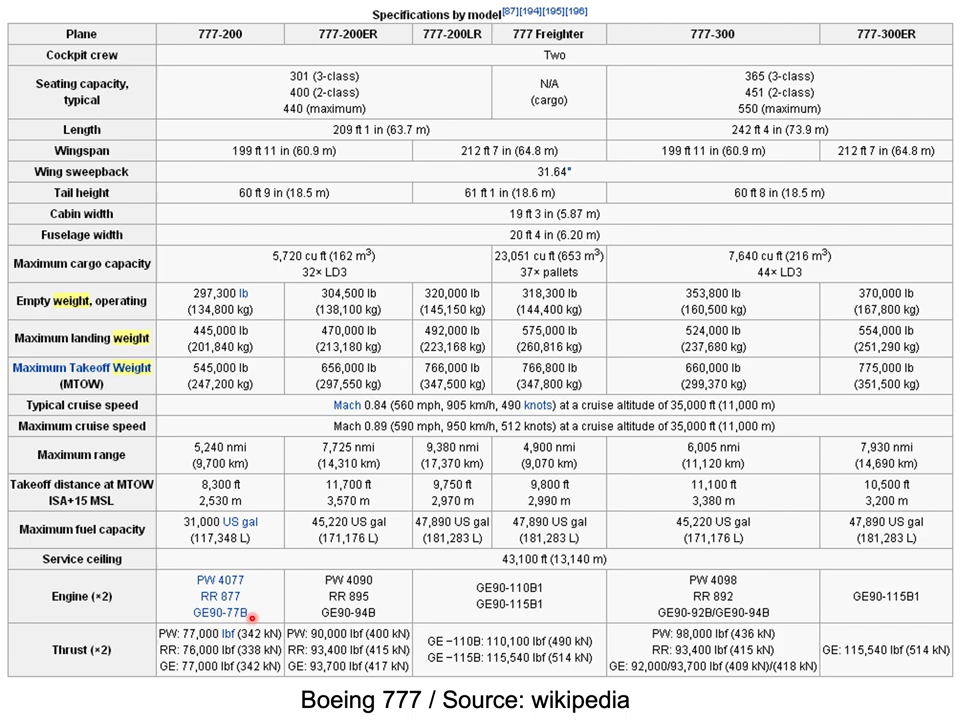 Specifications by model[87][194][195][196]
Plane 777-200 777-200ER 777-200LR 777 Freighter 777-300 777-300ER
Cockpit crew Two
Seating capacity, typical 301 (3-class) 400 (2-class) 440 (maximum) N/A (cargo) 365 (3-class) 451 (2-class) 550 (maximum)
Length 209 ft 1 in (63.7 m) 242 ft 4 in (73.9 m)
Wingspan 199 ft 11 in (60.9 m) 212 ft 7 in (64.8 m) 199 ft 11 in (60.9 m) 212 ft 7 in (64.8 m)
Wing sweepback 31.64°
Tail height 60 ft 9 in (18.5 m) 61 ft 1 in (18.6 m) 60 ft 8 in (18.5 m)
Cabin width 19 ft 3 in (5.87 m)
Fuselage width 20 ft 4 in (6.20 m)
Maximum cargo capacity 5,720 cu ft (162 m³) 32× LD3 23,051 cu ft (653 m³) 37× pallets 7,640 cu ft (216 m³) 44× LD3
Empty weight, operating 297,300 lb (134,800 kg) 304,500 lb (138,100 kg) 320,000 lb (145,150 kg) 318,300 lb (144,400 kg) 353,800 lb (160,500 kg) 370,000 lb (167,800 kg)
Maximum landing weight 445,000 lb (201,840 kg) 470,000 lb (213,180 kg) 492,000 lb (223,168 kg) 575,000 lb (260,816 kg) 524,000 lb (237,680 kg) 554,000 lb (251,290 kg)
Maximum Takeoff Weight (MTOW) 545,000 lb (247,200 kg) 656,000 lb (297,550 kg) 766,000 lb (347,500 kg) 766,800 lb (347,800 kg) 660,000 lb (299,370 kg) 775,000 lb (351,500 kg)
Typical cruise speed Mach 0.84 (560 mph, 905 km/h, 490 knots) at a cruise altitude of 35,000 ft (11,000 m)
Maximum cruise speed Mach 0.89 (590 mph, 950 km/h, 512 knots) at a cruise altitude of 35,000 ft (11,000 m)
Maximum range 5,240 nmi (9,700 km) 7,725 nmi (14,310 km) 9,380 nmi (17,370 km) 4,900 nmi (9,070 km) 6,005 nmi (11,120 km) 7,930 nmi (14,690 km)
Takeoff distance at MTOW ISA+15 MSL 8,300 ft 2,530 m 11,700 ft 3,570 m 9,750 ft 2,970 m 9,800 ft 2,990 m 11,100 ft 3,380 m 10,500 ft 3,200 m
Maximum fuel capacity 31,000 US gal (117,348 L) 45,220 US gal (171,176 L) 47,890 US gal (181,283 L) 47,890 US gal (181,283 L) 45,220 US gal (171,176 L) 47,890 US gal (181,283 L)
Service ceiling 43,100 ft (13,140 m)
Engine (×2) PW 4077 RR 877 GE90-77B PW 4090 RR 895 GE90-94B GE90-110B1 GE90-115B1 PW 4098 RR 892 GE90-92B/GE90-94B GE90-115B1
Thrust (×2) PW: 77,000 lbf (342 kN) RR: 76,000 lbf (338 kN) GE: 77,000 lbf (342 kN) PW: 90,000 lbf (400 kN) RR: 93,400 lbf (415 kN) GE: 93,700 lbf (417 kN) GE –110B: 110,100 lbf (490 kN) GE –115B: 115,540 lbf (514 kN) PW: 98,000 lbf (436 kN) RR: 93,400 lbf (415 kN) GE: 92,000/93,700 lbf (409 kN)/(418 kN) GE: 115,540 lbf (514 kN)
Boeing 777 / Source: wikipedia